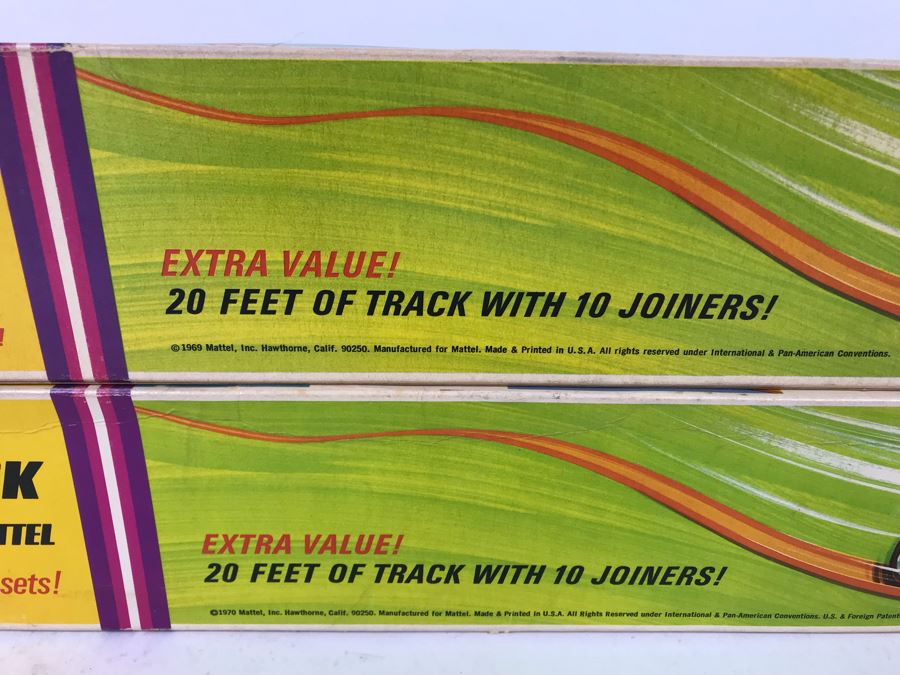 !
EXTRA VALUE!
20 FEET OF TRACK WITH 10 JOINERS!
©1969 Mattel, Inc. Hawthorne, Calif. 90250. Manufactured for Mattel. Made & Printed in U.S.A. All rights reserved under International & Pan-American Conventions.
K
TTEL
sets!
EXTRA VALUE!
20 FEET OF TRACK WITH 10 JOINERS!
©1970 Mattel, Inc. Hawthorne, Calif. 90250. Manufactured for Mattel. Made & Printed in U.S.A. All Rights Reserved under International & Pan-American Conventions. U.S. & Foreign Patent